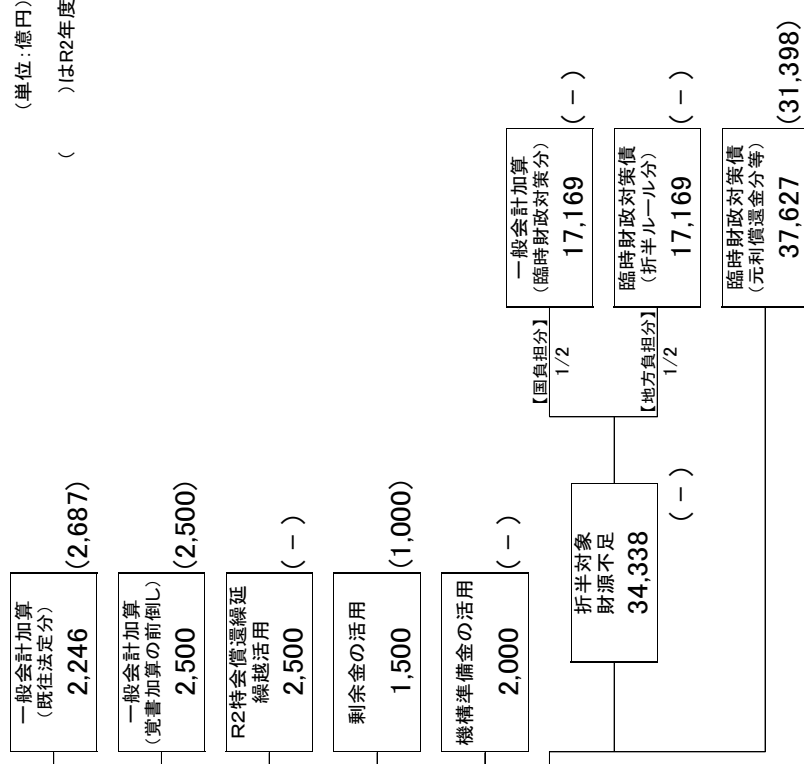 (単位:億円)
( )はR2年度
一般会計加算
(既往法定分)
2,246
(2,687)
一般会計加算
(覚書加算の前倒し)
2,500
(2,500)
R2特会償還繰延
繰越活用
2,500
( - )
剰余金の活用
1,500
(1,000)
機構準備金の活用
2,000
( - )
折半対象
財源不足
34,338
( - )
【国負担分】
1/2
一般会計加算
(臨時財政対策分)
17,169
( - )
【地方負担分】
1/2
臨時財政対策債
(折半ルール分)
17,169
( - )
臨時財政対策債
(元利償還金分等)
37,627
(31,398)